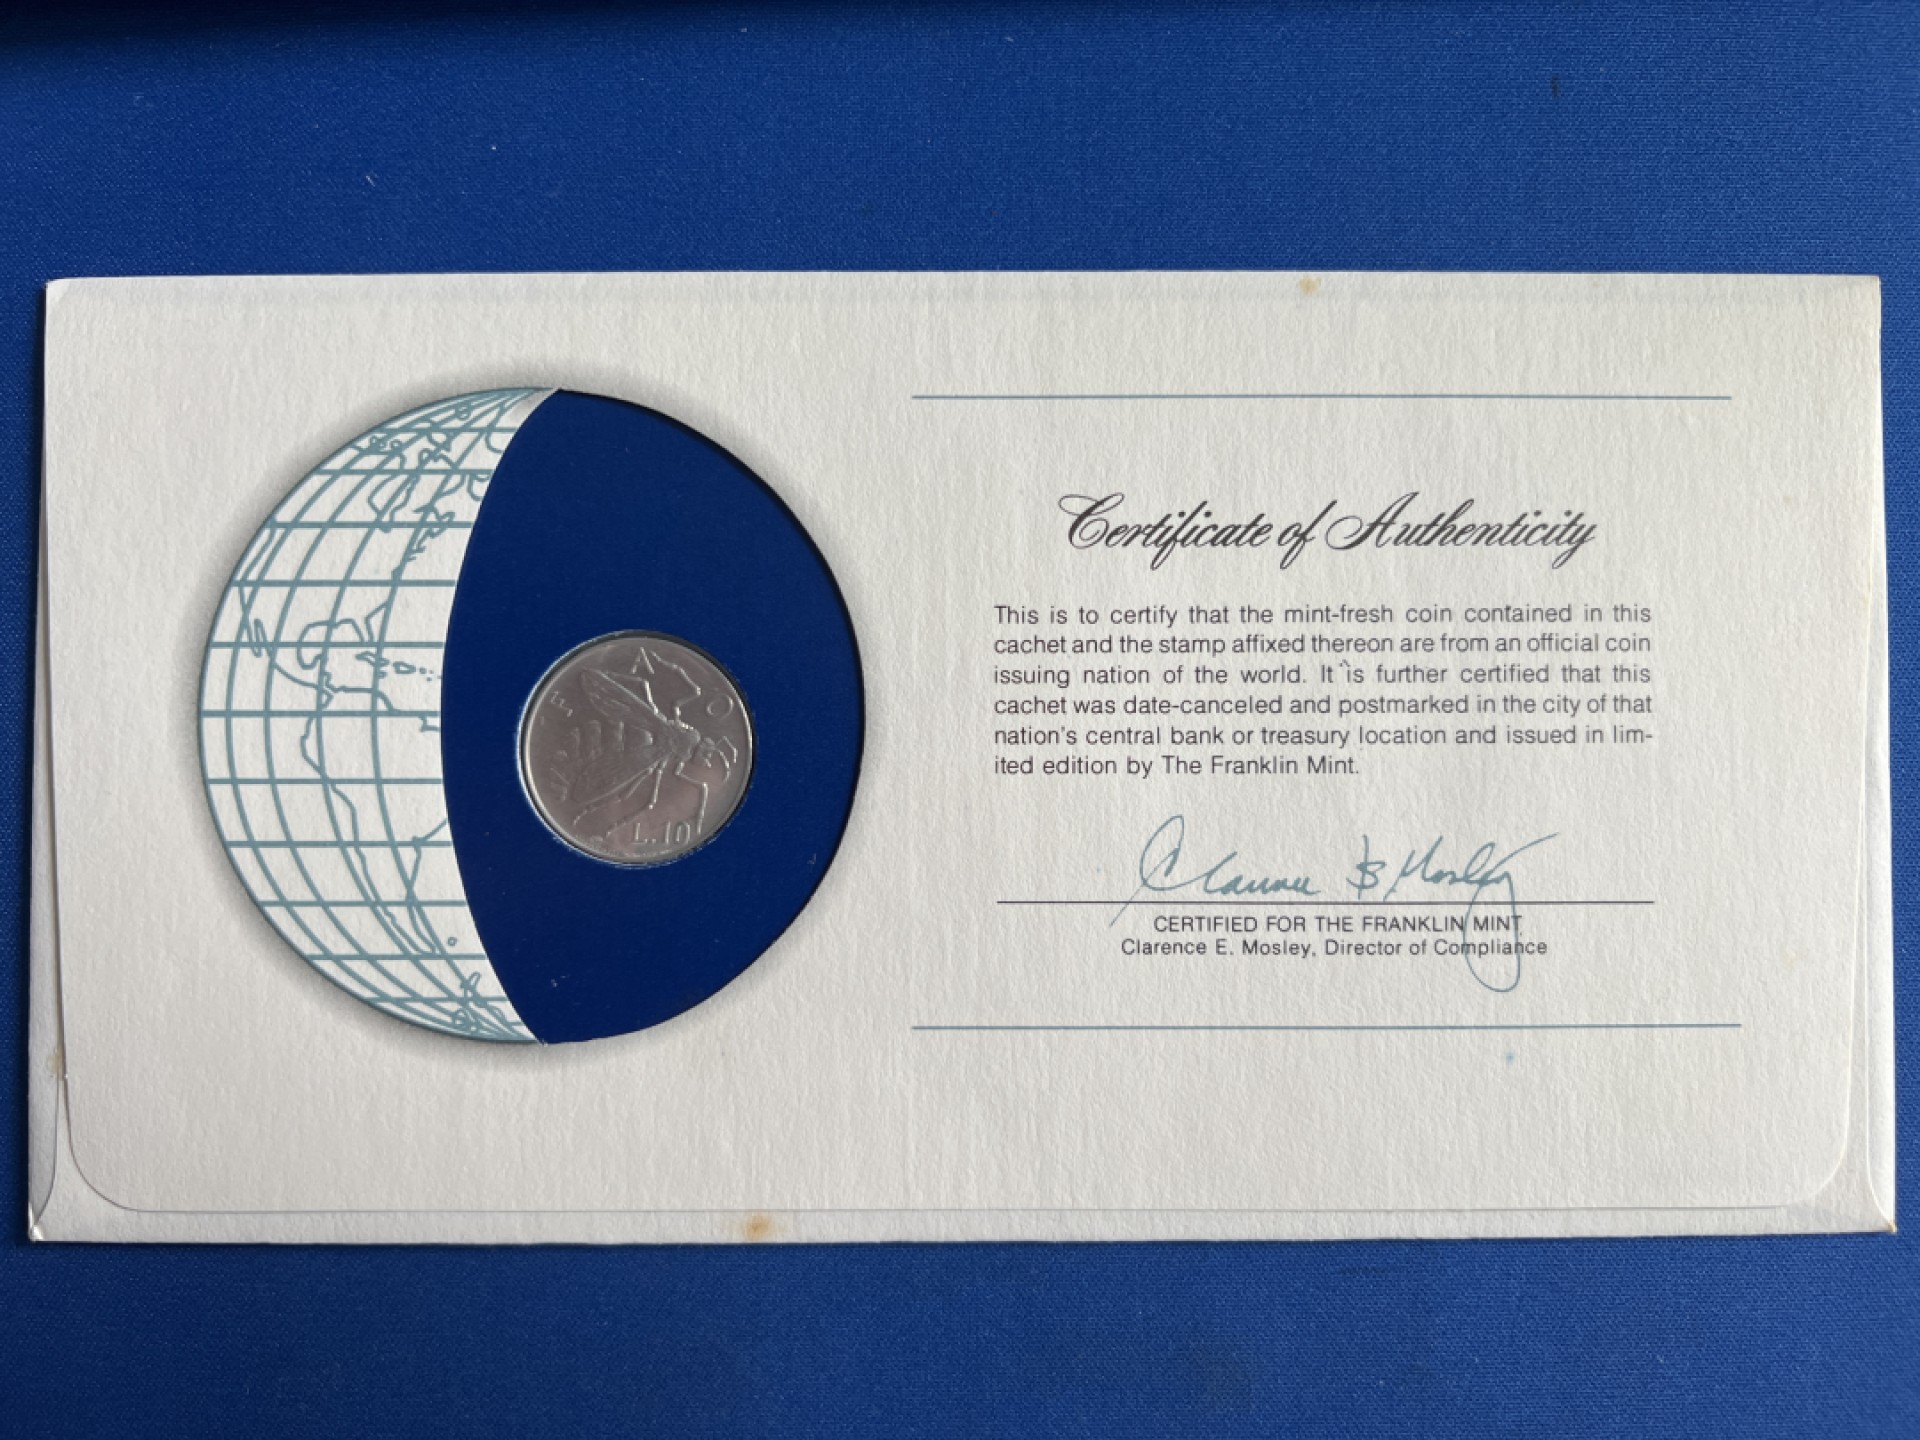 F A O
L.10
Certificate of Authenticity
This is to certify that the mint-fresh coin contained in this
cachet and the stamp affixed thereon are from an official coin
issuing nation of the world. It is further certified that this
cachet was date-canceled and postmarked in the city of that
nation's central bank or treasury location and issued in lim-
ited edition by The Franklin Mint.
Clarence B Mosley
CERTIFIED FOR THE FRANKLIN MINT
Clarence E. Mosley, Director of Compliance